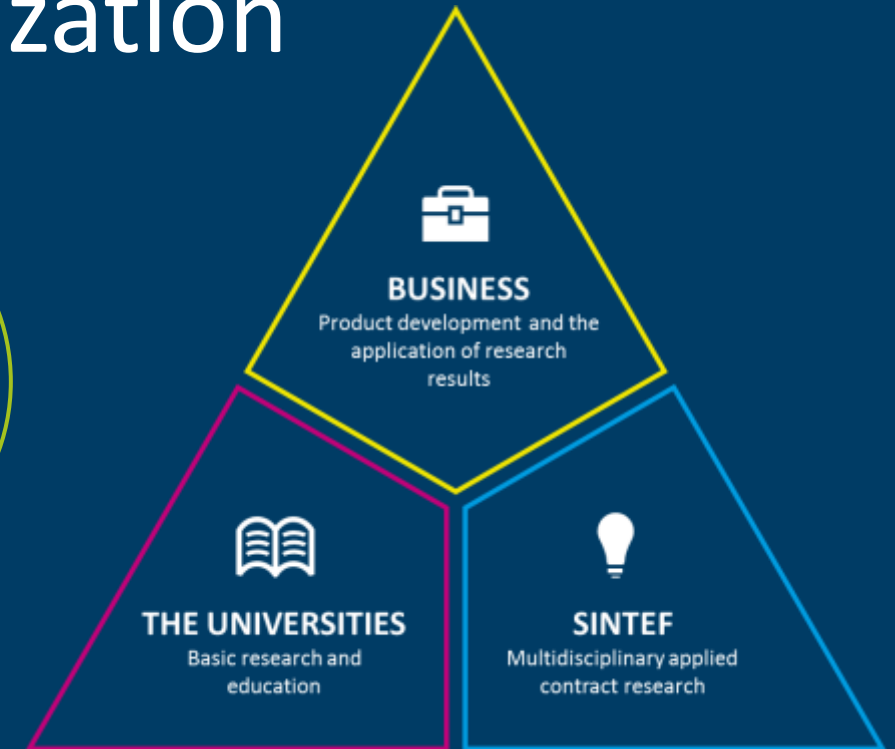 zation
BUSINESS
Product development and the
application of research
results
THE UNIVERSITIES
Basic research and
education
SINTEF
Multidisciplinary applied
contract research